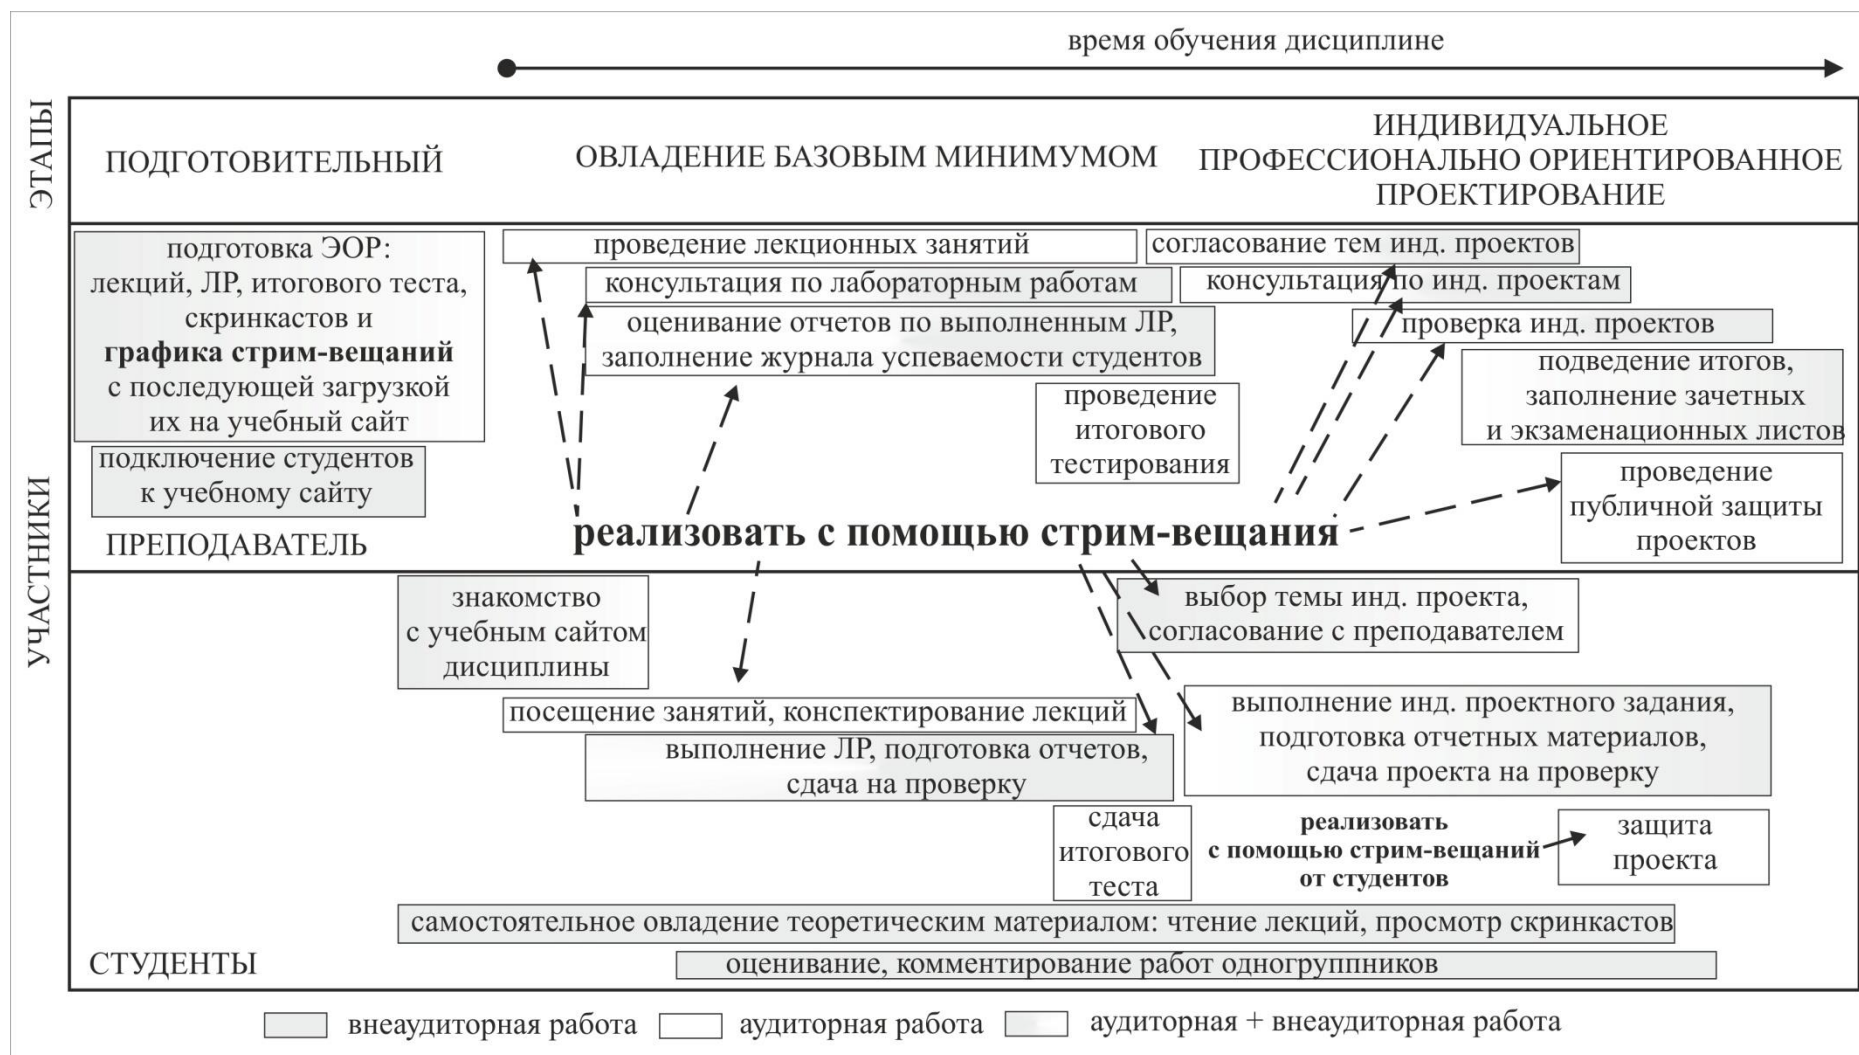 время обучения дисциплине
ЭТАПЫ
ПОДГОТОВИТЕЛЬНЫЙ
ОВЛАДЕНИЕ БАЗОВЫМ МИНИМУМОМ
ИНДИВИДУАЛЬНОЕ
ПРОФЕССИОНАЛЬНО ОРИЕНТИРОВАННОЕ
ПРОЕКТИРОВАНИЕ
УЧАСТНИКИ
подготовка ЭОР:
лекций, ЛР, итогового теста,
скринкастов и
графика стрим-вещаний
с последующей загрузкой
их на учебный сайт
подключение студентов
к учебному сайту
ПРЕПОДАВАТЕЛЬ
проведение лекционных занятий
консультация по лабораторным работам
оценивание отчетов по выполненным ЛР,
заполнение журнала успеваемости студентов
проведение
итогового
тестирования
согласование тем инд. проектов
консультация по инд. проектам
проверка инд. проектов
подведение итогов,
заполнение зачетных
и экзаменационных листов
проведение
публичной защиты
проектов
реализовать с помощью стрим-вещания
знакомство
с учебным сайтом
дисциплины
посещение занятий, конспектирование лекций
выполнение ЛР, подготовка отчетов,
сдача на проверку
сдача
итогового
теста
выбор темы инд. проекта,
согласование с преподавателем
выполнение инд. проектного задания,
подготовка отчетных материалов,
сдача проекта на проверку
реализовать
с помощью стрим-вещаний
от студентов
защита
проекта
самостоятельное овладение теоретическим материалом: чтение лекций, просмотр скринкастов
оценивание, комментирование работ одногруппников
СТУДЕНТЫ
внеаудиторная работа
аудиторная работа
аудиторная + внеаудиторная работа